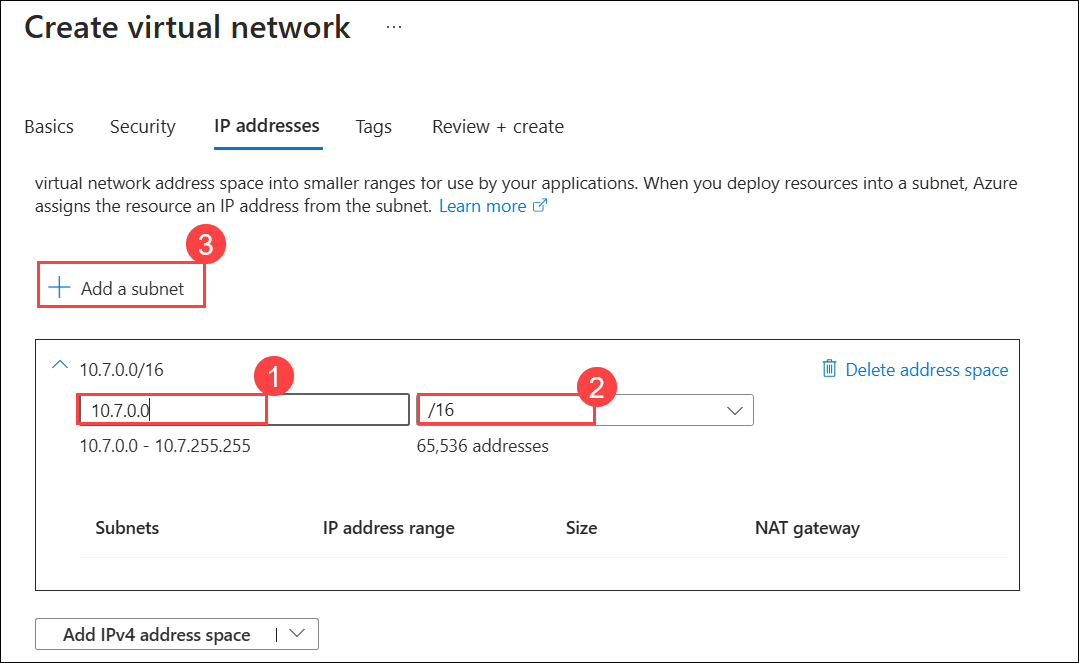 Create virtual network ...
Basics Security IP addresses Tags Review + create
virtual network address space into smaller ranges for use by your applications. When you deploy resources into a subnet, Azure
assigns the resource an IP address from the subnet. Learn more
3
Add a subnet
10.7.0.0/16 Delete address space
1
2
10.7.0.0 /16
10.7.0.0 - 10.7.255.255 65,536 addresses
Subnets IP address range Size NAT gateway
Add IPv4 address space |